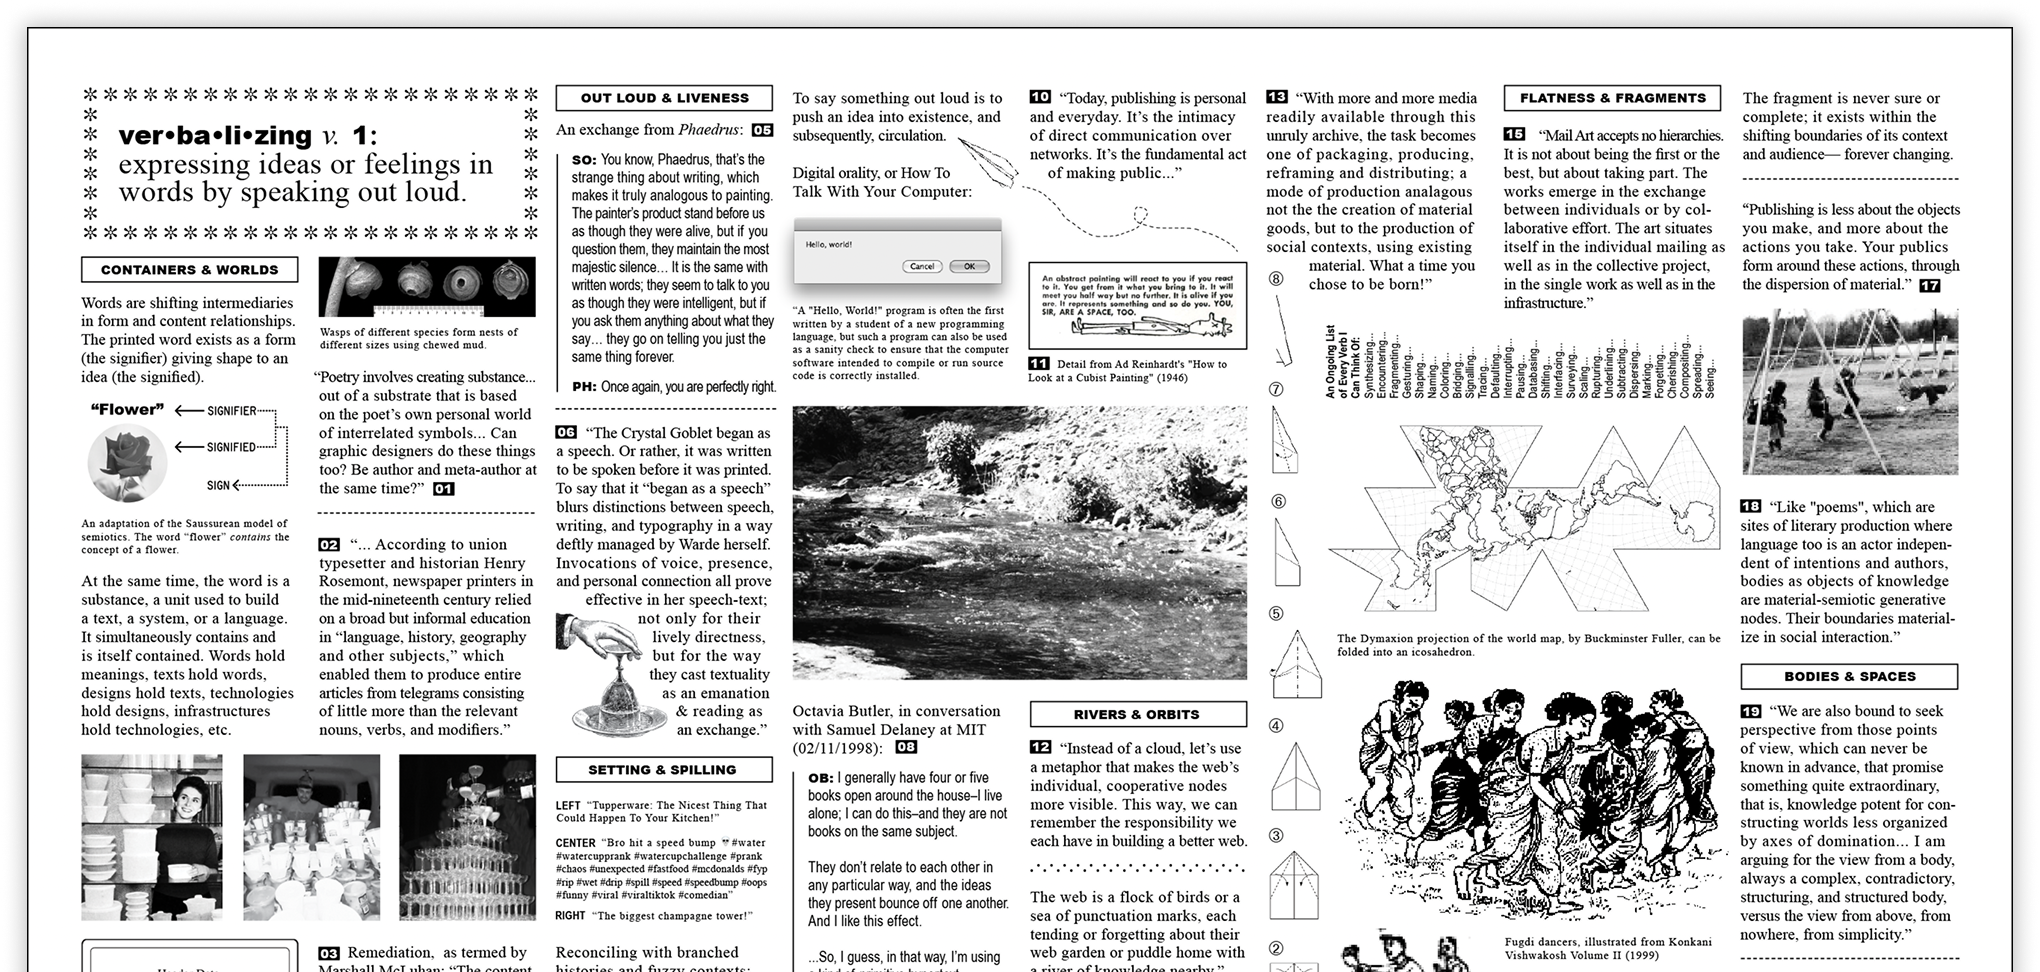 ver•ba•li•zing v. 1:
expressing ideas or feelings in
words by speaking out loud.
CONTAINERS & WORLDS
Words are shifting intermediaries
in form and content relationships.
The printed word exists as a form
(the signifier) giving shape to an
idea (the signified).
“Flower”
SIGNIFIER
SIGNIFIED
SIGN
An adaptation of the Saussurean model of
semiotics. The word “flower” contains the
concept of a flower.
At the same time, the word is a
substance, a unit used to build
a text, a system, or a language.
It simultaneously contains and
is itself contained. Words hold
meanings, texts hold words,
designs hold texts, technologies
hold designs, infrastructures
hold technologies, etc.
Wasps of different species form nests of
different sizes using chewed mud.
“Poetry involves creating substance...
out of a substrate that is based
on the poet’s own personal world
of interrelated symbols... Can
graphic designers do these things
too? Be author and meta-author at
the same time?” 01
02 “... According to union
typesetter and historian Henry
Rosemont, newspaper printers in
the mid-nineteenth century relied
on a broad but informal education
in “language, history, geography
and other subjects,” which
enabled them to produce entire
articles from telegrams consisting
of little more than the relevant
nouns, verbs, and modifiers.”
03 Remediation, as termed by
Marshall McLuhan: “The content
OUT LOUD & LIVENESS
An exchange from Phaedrus: 05
SO: You know, Phaedrus, that’s the
strange thing about writing, which
makes it truly analogous to painting.
The painter’s product stand before us
as though they were alive, but if you
question them, they maintain the most
majestic silence... It is the same with
written words; they seem to talk to you
as though they were intelligent, but if
you ask them anything about what they
say... they go on telling you just the
same thing forever.
PH: Once again, you are perfectly right.
06 “The Crystal Goblet began as
a speech. Or rather, it was written
to be spoken before it was printed.
To say that it “began as a speech”
blurs distinctions between speech,
writing, and typography in a way
deftly managed by Warde herself.
Invocations of voice, presence,
and personal connection all prove
effective in her speech-text;
not only for their
lively directness,
but for the way
they cast textuality
as an emanation
& reading as
an exchange.”
SETTING & SPILLING
LEFT “Tupperware: The Nicest Thing That
Could Happen To Your Kitchen!”
CENTER “Bro hit a speed bump #water
#watercupprank #watercupchallenge #prank
#chaos #unexpected #fastfood #mcdonalds #fyp
#rip #wet #drip #spill #speed #speedbump #oops
#funny #viral #viraltiktok #comedian”
RIGHT “The biggest champagne tower!”
Reconciling with branched
histories and fuzzy contexts:
To say something out loud is to
push an idea into existence, and
subsequently, circulation.
Digital orality, or How To
Talk With Your Computer:
Hello, world!
Cancel
OK
“A "Hello, World!" program is often the first
written by a student of a new programming
language, but such a program can also be used
as a sanity check to ensure that the computer
software intended to compile or run source
code is correctly installed.
Octavia Butler, in conversation
with Samuel Delaney at MIT
(02/11/1998): 08
OB: I generally have four or five
books open around the house–I live
alone; I can do this–and they are not
books on the same subject.
They don’t relate to each other in
any particular way, and the ideas
they present bounce off one another.
And I like this effect.
...So, I guess, in that way, I’m using
10 “Today, publishing is personal
and everyday. It’s the intimacy
of direct communication over
networks. It’s the fundamental act
of making public...”
An abstract painting will react to you if you react
to it. You get from it what you bring to it. It will
meet you half way but no further. It is alive if you
are. It represents something and so do you. YOU,
SIR, ARE A SPACE, TOO.
11 Detail from Ad Reinhardt's "How to
Look at a Cubist Painting" (1946)
RIVERS & ORBITS
12 “Instead of a cloud, let’s use
a metaphor that makes the web’s
individual, cooperative nodes
more visible. This way, we can
remember the responsibility we
each have in building a better web.
The web is a flock of birds or a
sea of punctuation marks, each
tending or forgetting about their
web garden or puddle home with
a river of knowledge nearby.”
13 “With more and more media
readily available through this
unruly archive, the task becomes
one of packaging, producing,
reframing and distributing; a
mode of production analagous
not the the creation of material
goods, but to the production of
social contexts, using existing
material. What a time you
chose to be born!”
8
7
6
5
4
3
2
An Ongoing List
of Every Verb I
Can Think Of:
Synthesizing...
Encountering...
Fragmenting...
Gesturing...
Shaping...
Naming...
Coloring...
Bridging...
Signalling...
Tracing...
Defaulting...
Interrupting...
Pausing...
Databasing...
Shifting...
Interfacing...
Surveying...
Scaling...
Rupturing...
Underlining...
Subtracting...
Dispersing...
Marking...
Forgetting...
Cherishing...
Compositing...
Spreading...
Seeing...
The Dymaxion projection of the world map, by Buckminster Fuller, can be
folded into an icosahedron.
Fugdi dancers, illustrated from Konkani
Vishwakosh Volume II (1999)
FLATNESS & FRAGMENTS
15 “Mail Art accepts no hierarchies.
It is not about being the first or the
best, but about taking part. The
works emerge in the exchange
between individuals or by col-
laborative effort. The art situates
itself in the individual mailing as
well as in the collective project,
in the single work as well as in the
infrastructure.”
The fragment is never sure or
complete; it exists within the
shifting boundaries of its context
and audience— forever changing.
“Publishing is less about the objects
you make, and more about the
actions you take. Your publics
form around these actions, through
the dispersion of material.” 17
18 “Like "poems", which are
sites of literary production where
language too is an actor indepen-
dent of intentions and authors,
bodies as objects of knowledge
are material-semiotic generative
nodes. Their boundaries material-
ize in social interaction.”
BODIES & SPACES
19 “We are also bound to seek
perspective from those points
of view, which can never be
known in advance, that promise
something quite extraordinary,
that is, knowledge potent for con-
structing worlds less organized
by axes of domination... I am
arguing for the view from a body,
always a complex, contradictory,
structuring, and structured body,
versus the view from above, from
nowhere, from simplicity.”